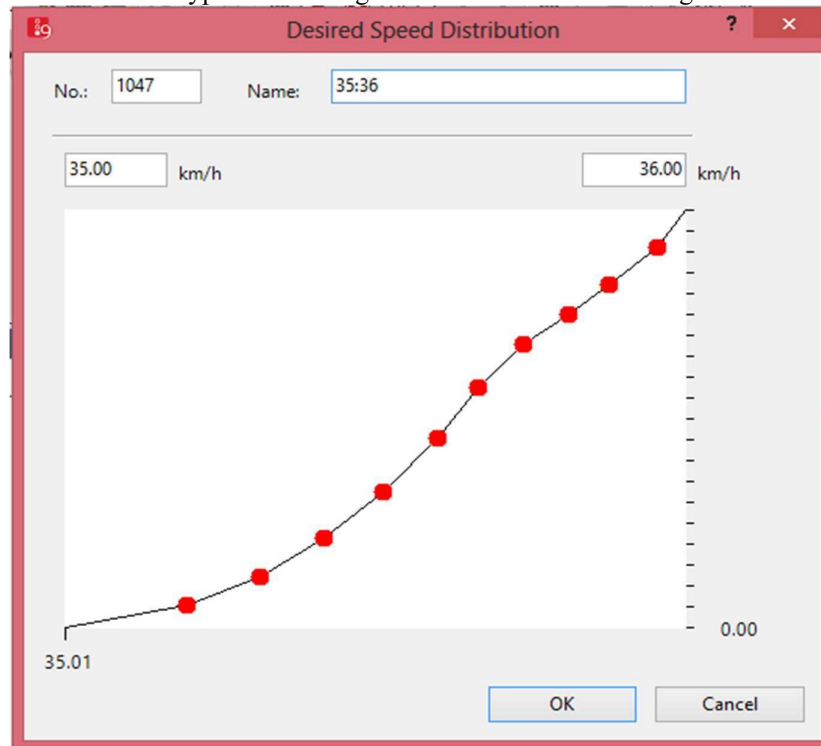 Desired Speed Distribution ? ×
No.: 1047 Name: 35:36
35.00 km/h 36.00 km/h
0.00
35.01
OK Cancel